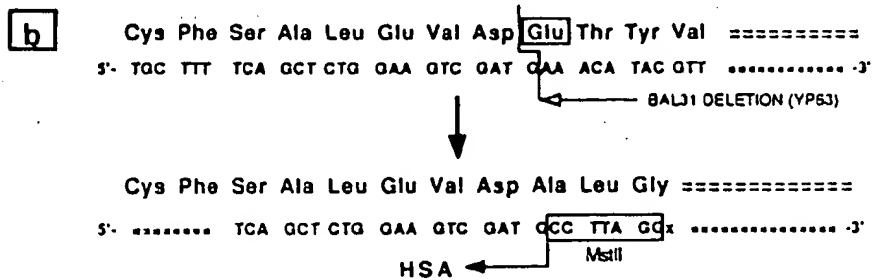 b
Cys Phe Ser Ala Leu Glu Val Asp Glu Thr Tyr Val ==========
5'- TGC TTT TCA GCT CTG GAA GTC GAT GAA ACA TAC GTT ............ -3'
BAL31 DELETION (YP63)
Cys Phe Ser Ala Leu Glu Val Asp Ala Leu Gly ============
5'- ........ TCA GCT CTG GAA GTC GAT GCC TTA GGx ................ -3'
MstII
HSA